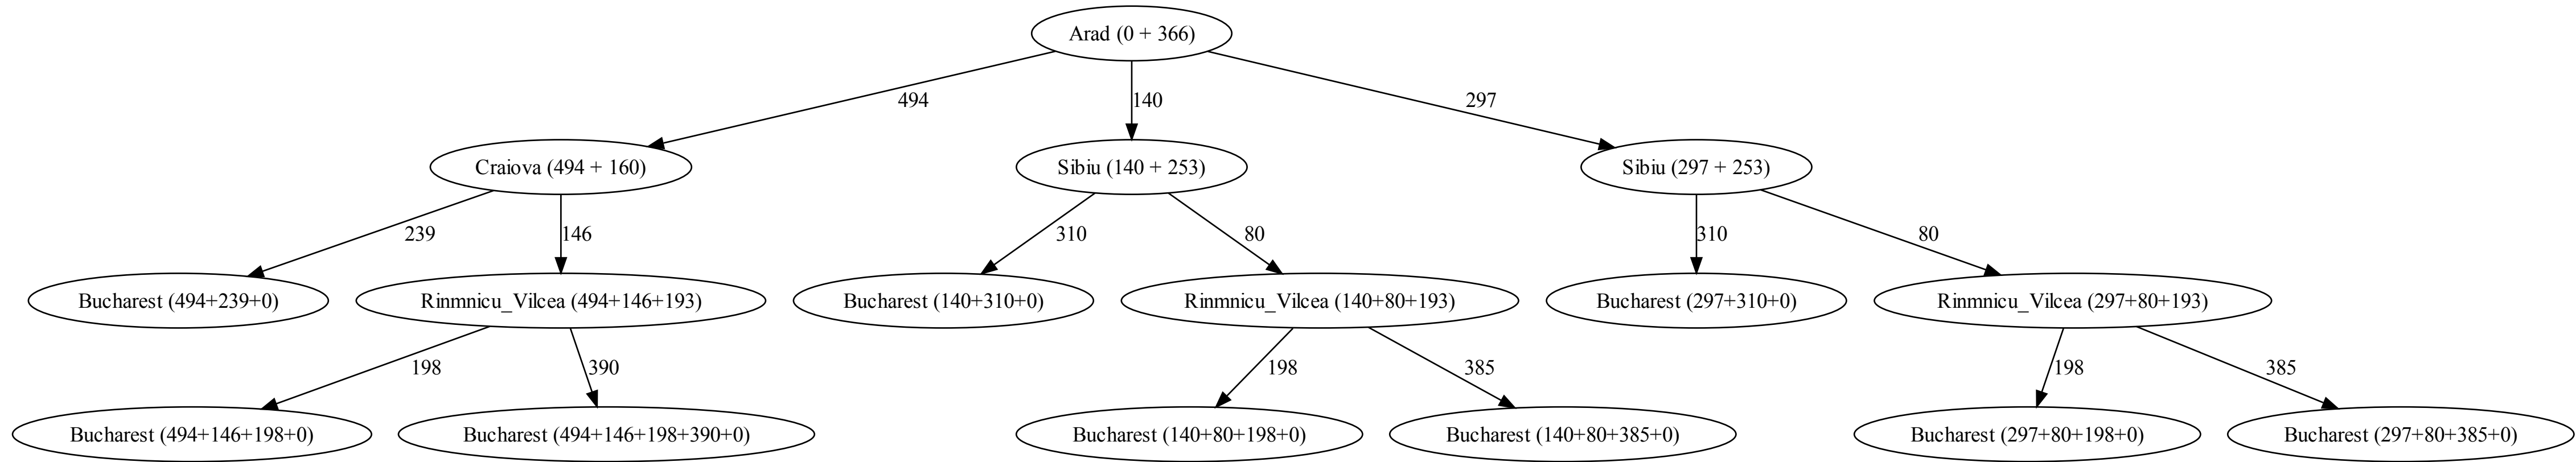 Arad (0 + 366)
494
140
297
Craiova (494 + 160)
Sibiu (140 + 253)
Sibiu (297 + 253)
239
146
310
80
310
80
Bucharest (494+239+0)
Rinmnicu_Vilcea (494+146+193)
Bucharest (140+310+0)
Rinmnicu_Vilcea (140+80+193)
Bucharest (297+310+0)
Rinmnicu_Vilcea (297+80+193)
198
390
198
385
198
385
Bucharest (494+146+198+0)
Bucharest (494+146+198+390+0)
Bucharest (140+80+198+0)
Bucharest (140+80+385+0)
Bucharest (297+80+198+0)
Bucharest (297+80+385+0)